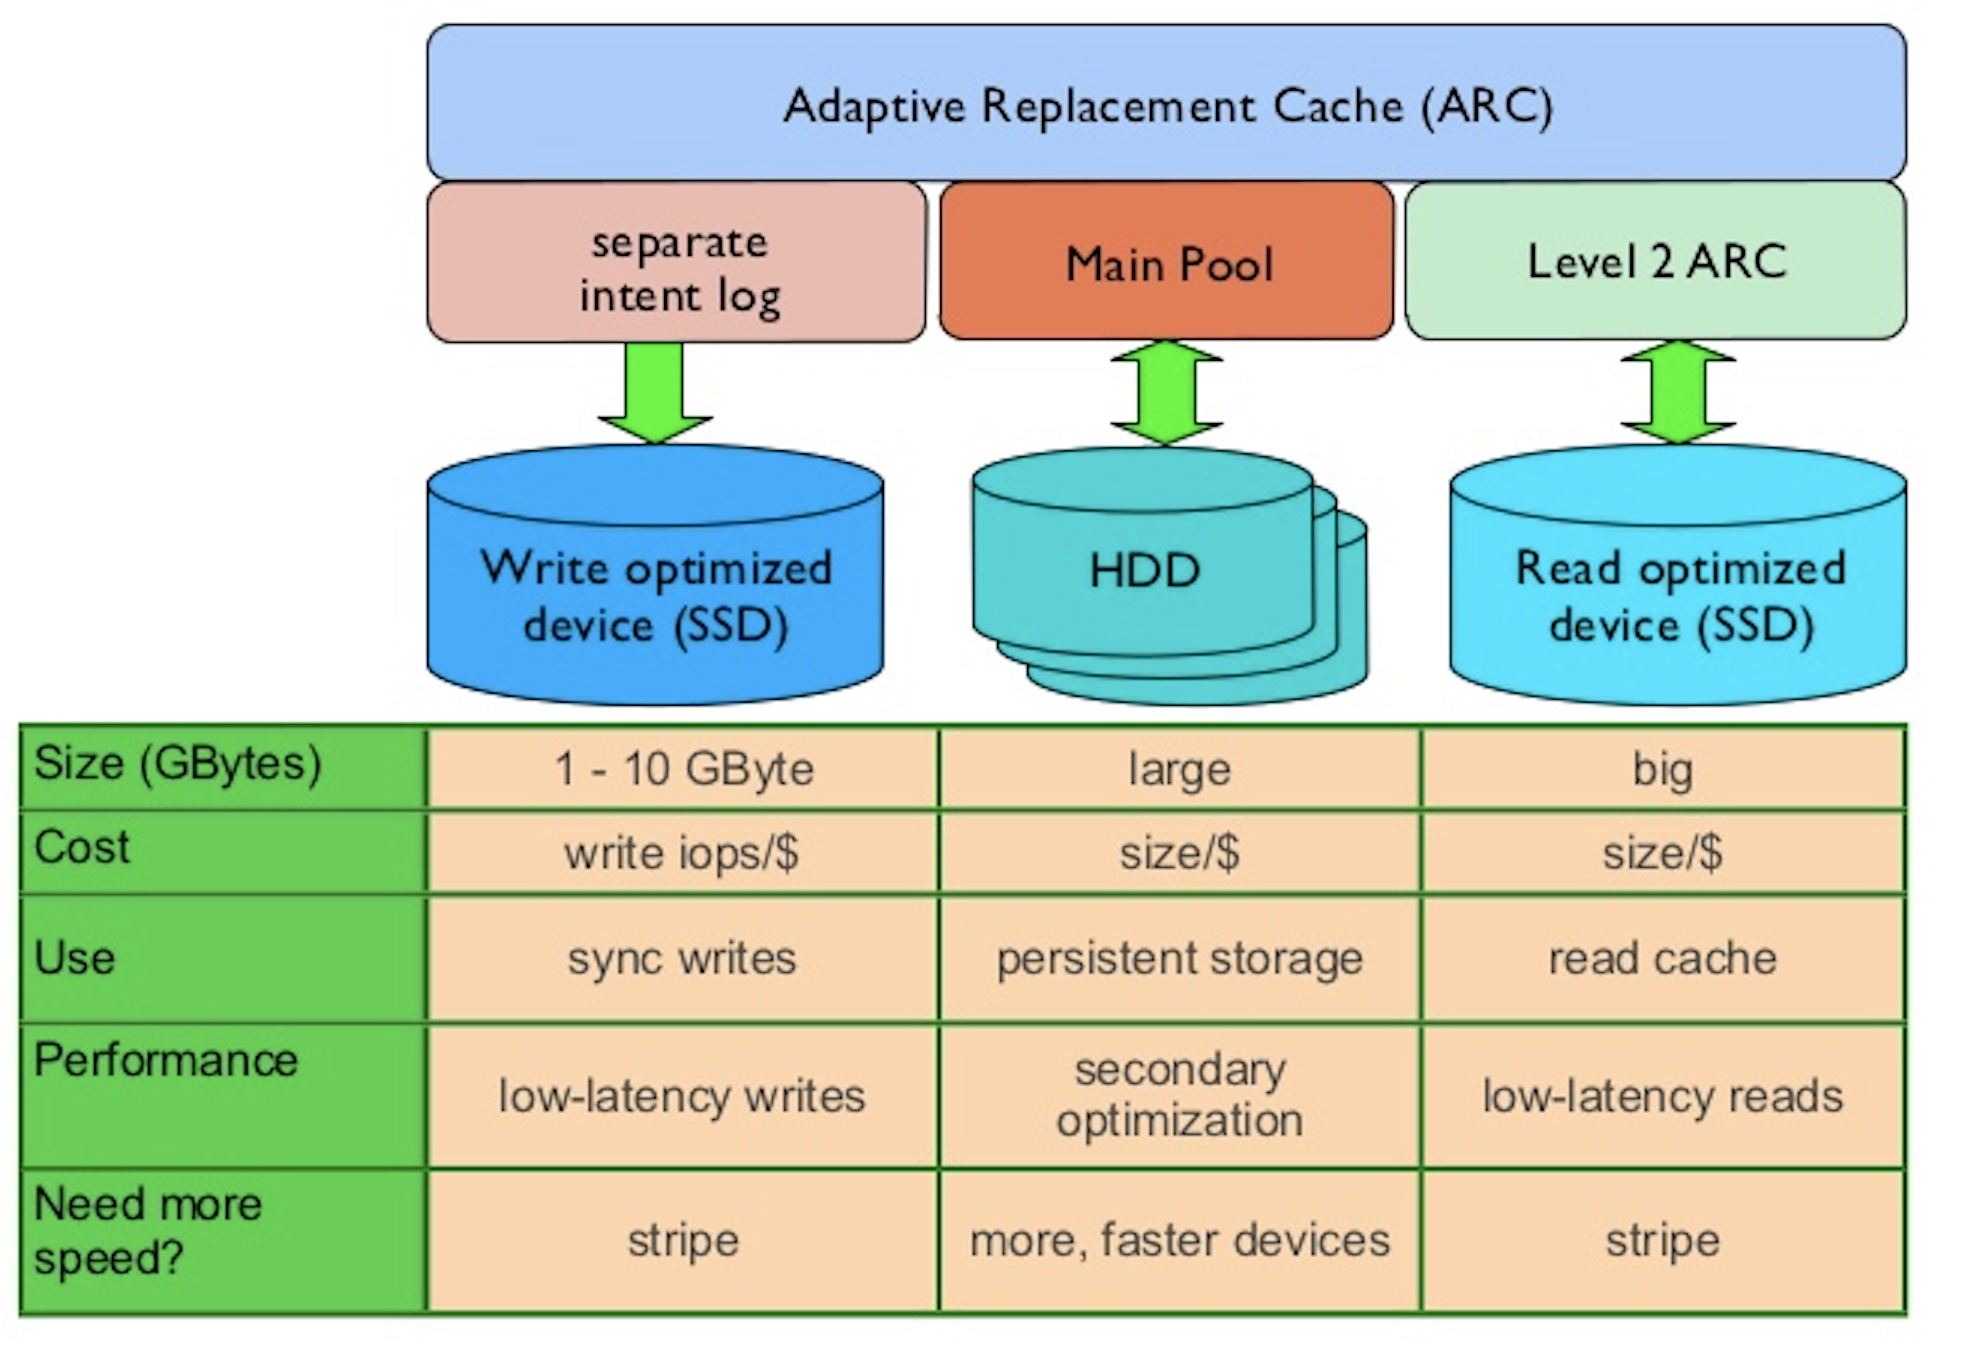 Adaptive Replacement Cache (ARC)
separate
intent log
Main Pool
Level 2 ARC
Write optimized
device (SSD)
HDD
Read optimized
device (SSD)
Size (GBytes)
1 - 10 GByte
large
big
Cost
write iops/$
size/$
size/$
Use
sync writes
persistent storage
read cache
Performance
low-latency writes
secondary
optimization
low-latency reads
Need more
speed?
stripe
more, faster devices
stripe